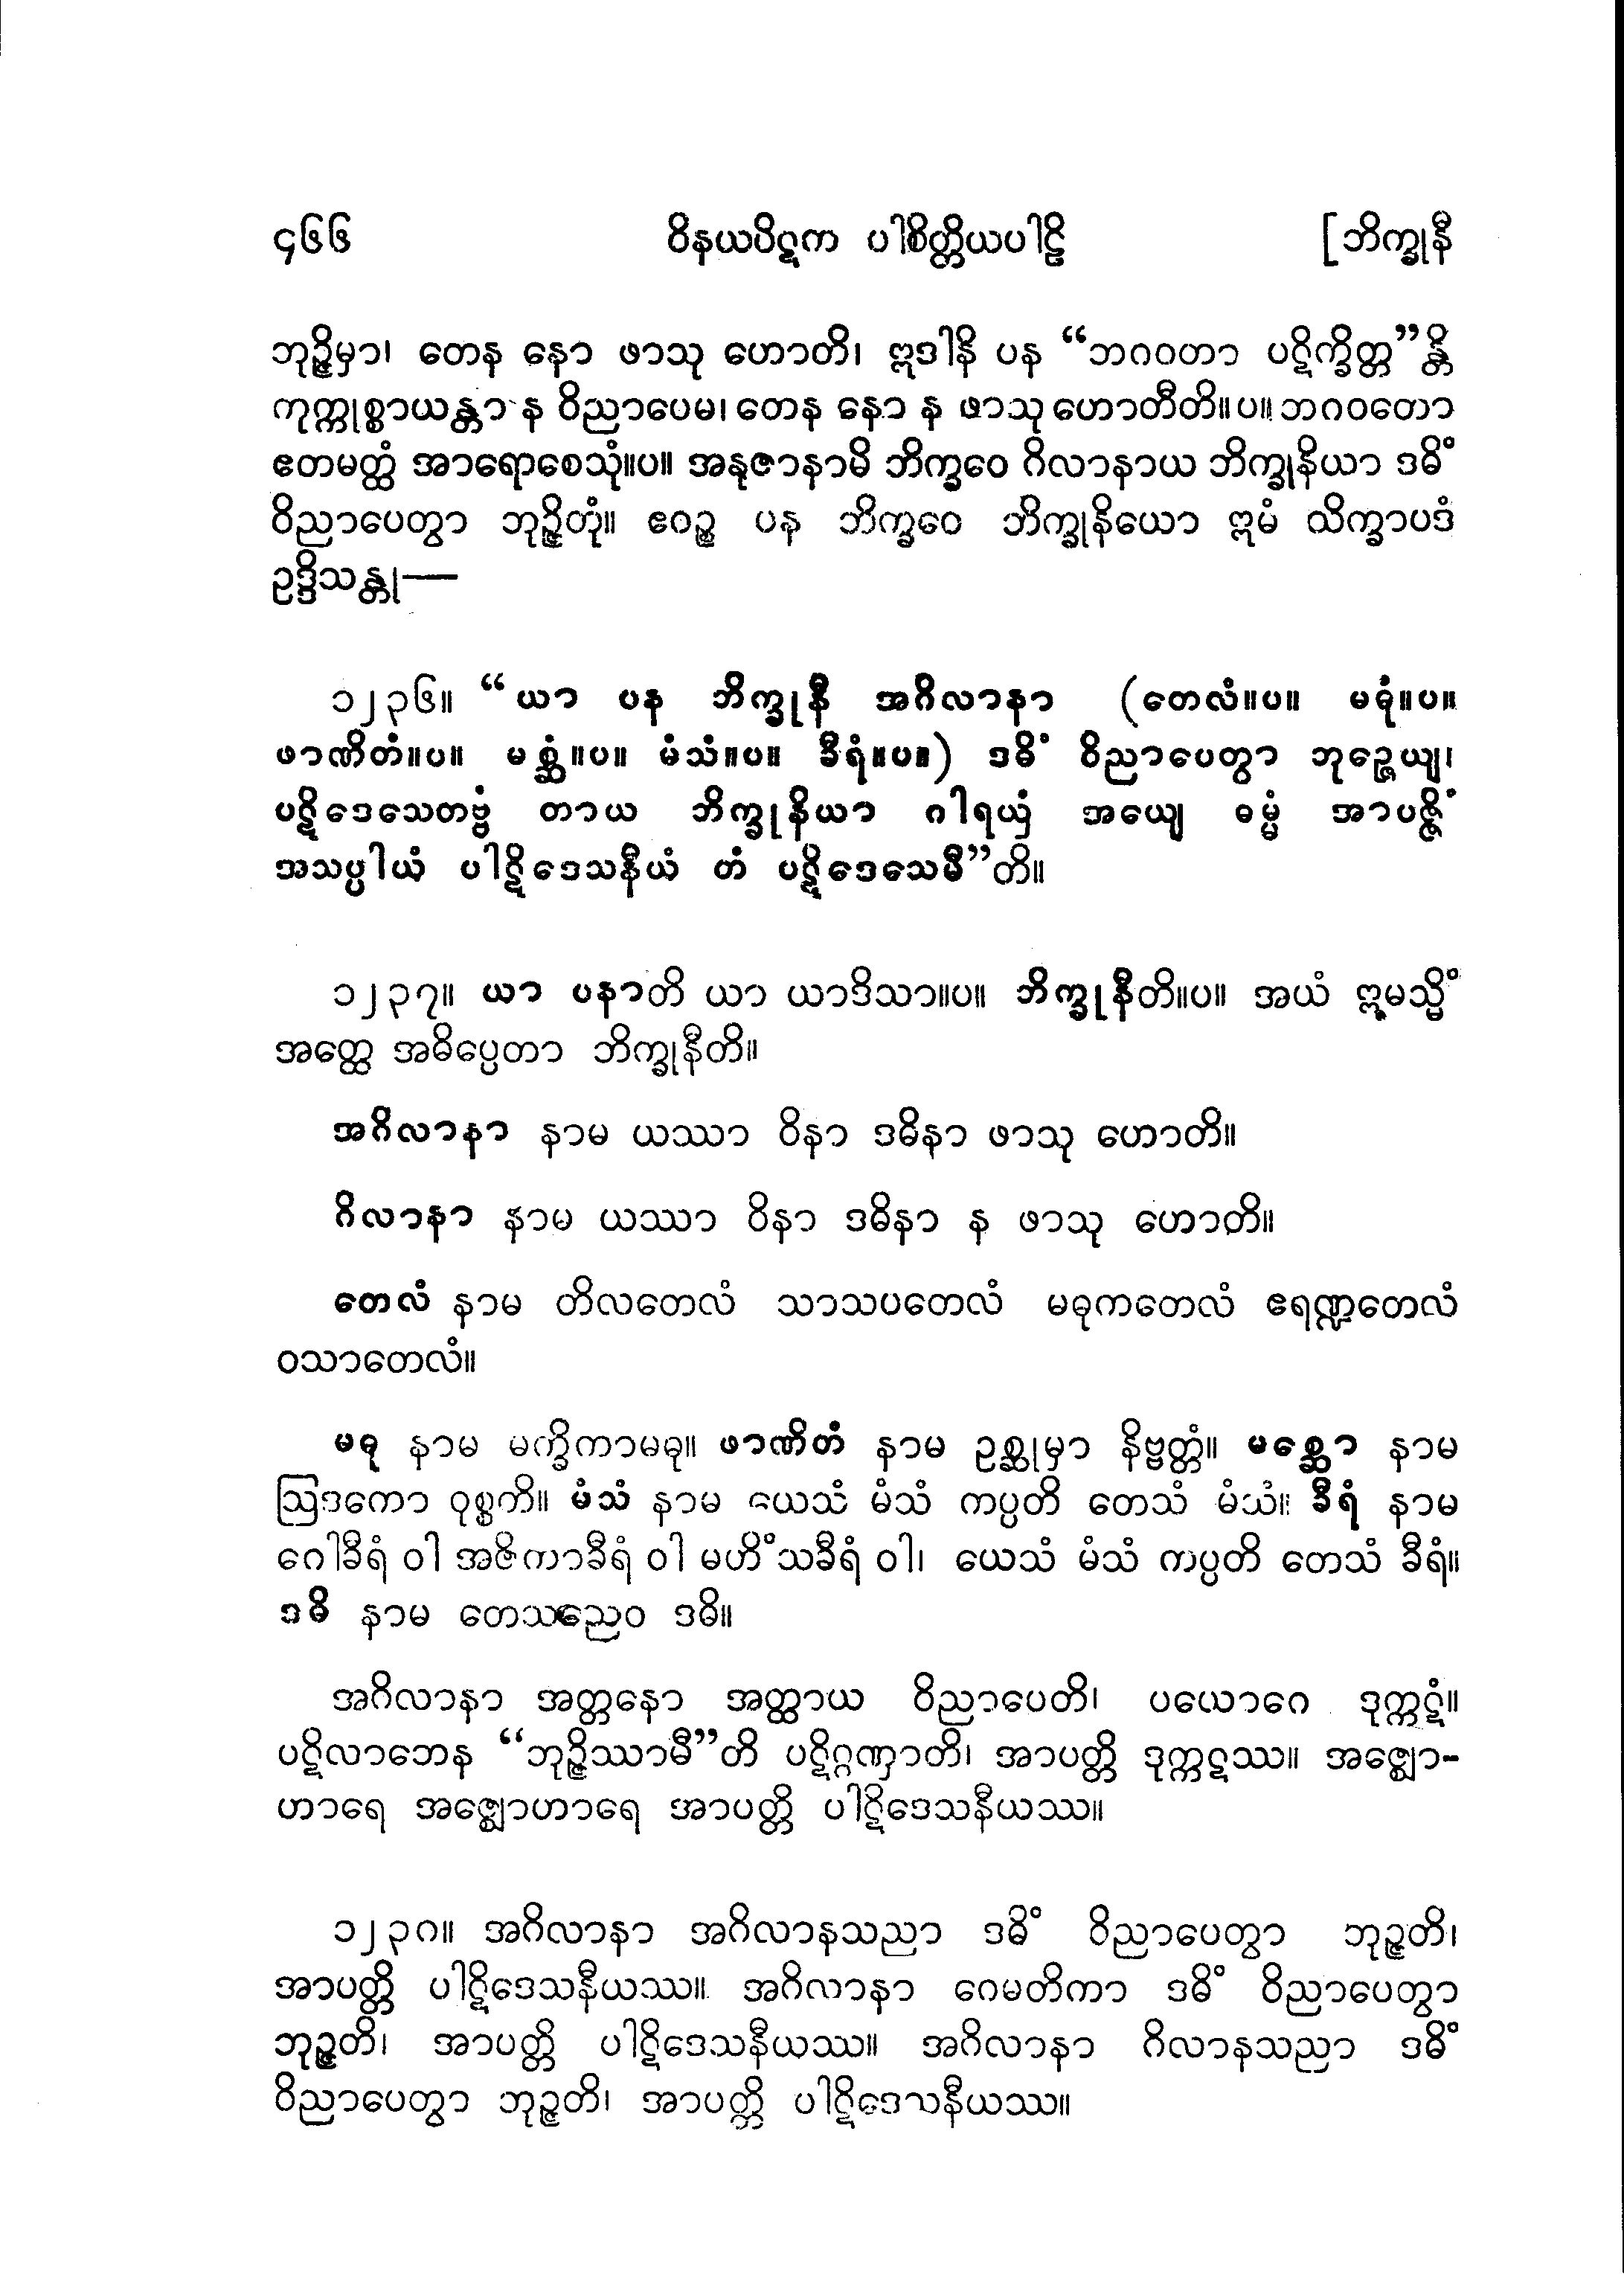 ၄၆၆ ဝိနယပိဋက ပါစိတ္တိယပါဠိ [ဘိက္ခုနီ
ဘုဉ္ဇိမှာ၊ တေန နော ဖာသု ဟောတိ၊ ဣဒါနိ ပန “ဘဂဝတာ ပဋိက္ခိတ္တ”န္တိ
ကုက္ကုစ္စာယန္တာ န ဝိညာပေမ၊ တေန နော န ဖာသု ဟောတီတိ။ပ။ ဘဂဝတော
ဧတမတ္ထံ အာရောစေသုံ။ပ။ အနုဇာနာမိ ဘိက္ခဝေ ဂိလာနာယ ဘိက္ခုနိယာ ဒဓိံ
ဝိညာပေတွာ ဘုဉ္ဇိတုံ။ ဧဝဉ္စ ပန ဘိက္ခဝေ ဘိက္ခုနိယော ဣမံ သိက္ခာပဒံ
ဥဒ္ဒိသန္တု—
၁၂၃၆။ “ယာ ပန ဘိက္ခုနီ အဂိလာနာ (တေလံ။ပ။ မဓုံ။ပ။
ဖာဏိတံ။ပ။ မစ္ဆံ။ပ။ မံသံ။ပ။ ခီရံ။ပ။) ဒဓိံ ဝိညာပေတွာ ဘုဉ္ဇေယျ၊
ပဋိဒေသေတဗ္ဗံ တာယ ဘိက္ခုနိယာ ဂါရယှံ အယျေ ဓမ္မံ အာပဇ္ဇိံ
အသပ္ပါယံ ပါဋိဒေသနီယံ တံ ပဋိဒေသေမီ”တိ။
၁၂၃၇။ ယာ ပနာတိ ယာ ယာဒိသာ။ပ။ ဘိက္ခုနီတိ။ပ။ အယံ ဣမသ္မိံ
အတ္ထေ အဓိပ္ပေတာ ဘိက္ခုနီတိ။
အဂိလာနာ နာမ ယဿာ ဝိနာ ဒဓိနာ ဖာသု ဟောတိ။
ဂိလာနာ နာမ ယဿာ ဝိနာ ဒဓိနာ န ဖာသု ဟောတိ။
တေလံ နာမ တိလတေလံ သာသပတေလံ မဓုကတေလံ ဧရဏ္ဍတေလံ
ဝသာတေလံ။
မဓု နာမ မက္ခိကာမဓု။ ဖာဏိတံ နာမ ဥစ္ဆုမှာ နိဗ္ဗတ္တံ။ မစ္ဆော နာမ
ဩဒကော ဝုစ္စတိ။ မံသံ နာမ ယေသံ မံသံ ကပ္ပတိ တေသံ မံသံ။ ခီရံ နာမ
ဂေါခီရံ ဝါ အဇိကာခီရံ ဝါ မဟိံသခီရံ ဝါ၊ ယေသံ မံသံ ကပ္ပတိ တေသံ ခီရံ။
ဒဓိ နာမ တေသညေဝ ဒဓိ။
အဂိလာနာ အတ္တနော အတ္ထာယ ဝိညာပေတိ၊ ပယောဂေ ဒုက္ကဋံ။
ပဋိလာဘေန “ဘုဉ္ဇိဿာမီ”တိ ပဋိဂ္ဂဏှာတိ၊ အာပတ္တိ ဒုက္ကဋဿ။ အဇ္ဈော-
ဟာရေ အဇ္ဈောဟာရေ အာပတ္တိ ပါဋိဒေသနီယဿ။
၁၂၃၈။ အဂိလာနာ အဂိလာနသညာ ဒဓိံ ဝိညာပေတွာ ဘုဉ္ဇတိ၊
အာပတ္တိ ပါဋိဒေသနီယဿ။ အဂိလာနာ ဝေမတိကာ ဒဓိံ ဝိညာပေတွာ
ဘုဉ္ဇတိ၊ အာပတ္တိ ပါဋိဒေသနီယဿ။ အဂိလာနာ ဂိလာနသညာ ဒဓိံ
ဝိညာပေတွာ ဘုဉ္ဇတိ၊ အာပတ္တိ ပါဋိဒေသနီယဿ။